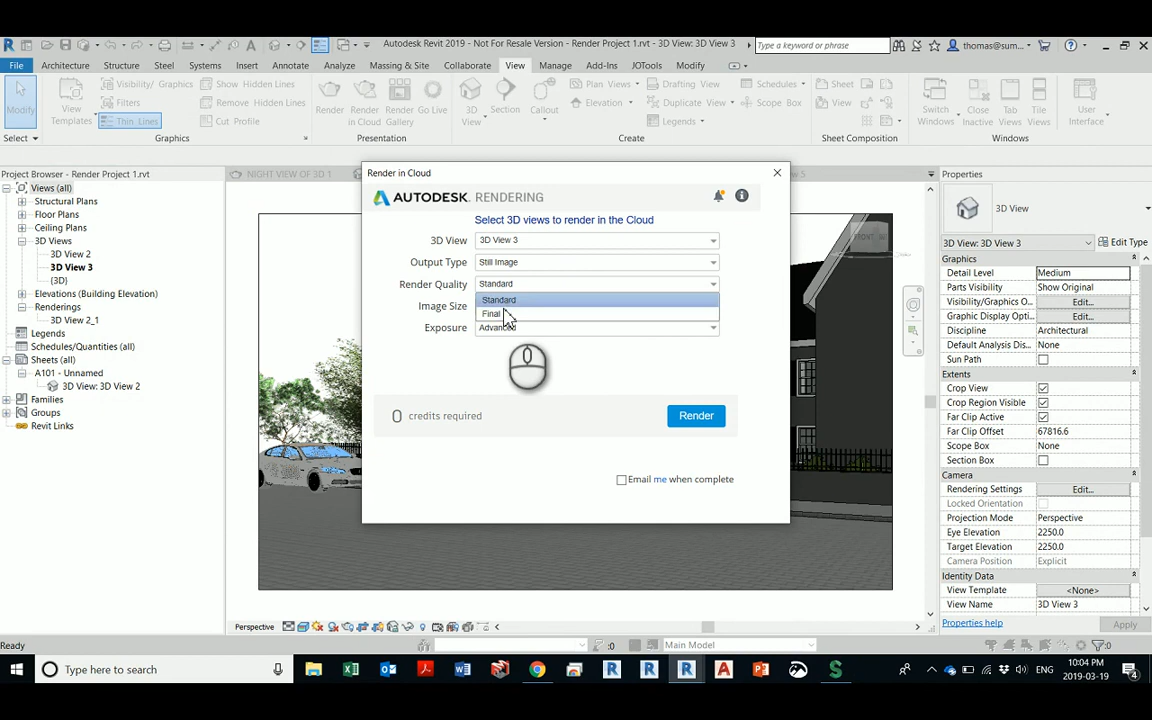 Autodesk Revit 2019 - Not For Resale Version - Render Project 1.rvt - 3D View: 3D View 3
Type a keyword or phrase
thomas@sum...
File Architecture Structure Steel Systems Insert Annotate Analyze Massing & Site Collaborate View Manage Add-Ins JOTools Modify
Modify
View Templates
Visibility/ Graphics
Filters
Thin Lines
Show Hidden Lines
Remove Hidden Lines
Cut Profile
Render
Render in Cloud
Render Gallery
Go Live
3D View
Section
Callout
Plan Views
Elevation
Drafting View
Duplicate View
Legends
Schedules
Scope Box
Sheet
View
Switch Windows
Close Inactive
Tab Views
Tile Views
User Interface
Select
Graphics
Presentation
Create
Sheet Composition
Windows
Project Browser - Render Project 1.rvt
Views (all)
Structural Plans
Floor Plans
Ceiling Plans
3D Views
3D View 2
3D View 3
{3D}
Elevations (Building Elevation)
Renderings
3D View 2_1
Legends
Schedules/Quantities (all)
Sheets (all)
A101 - Unnamed
3D View: 3D View 2
Families
Groups
Revit Links
NIGHT VIEW OF 3D 1
FRONT
Render in Cloud
AUTODESK. RENDERING
Select 3D views to render in the Cloud
3D View 3D View 3
Output Type Still Image
Render Quality Standard
Standard
Image Size
Final
Exposure Advanced
0 credits required
Render
Email me when complete
Properties
3D View
3D View: 3D View 3 Edit Type
Graphics
Detail Level Medium
Parts Visibility Show Original
Visibility/Graphics O... Edit...
Graphic Display Opti... Edit...
Discipline Architectural
Default Analysis Dis... None
Sun Path
Extents
Crop View
Crop Region Visible
Far Clip Active
Far Clip Offset 67816.6
Scope Box None
Section Box
Camera
Rendering Settings Edit...
Locked Orientation
Projection Mode Perspective
Eye Elevation 2250.0
Target Elevation 2250.0
Camera Position Explicit
Identity Data
View Template <None>
View Name 3D View 3
Properties help Apply
Perspective
Ready
:0
Main Model
:0
Type here to search
ENG
10:04 PM
2019-03-19
4